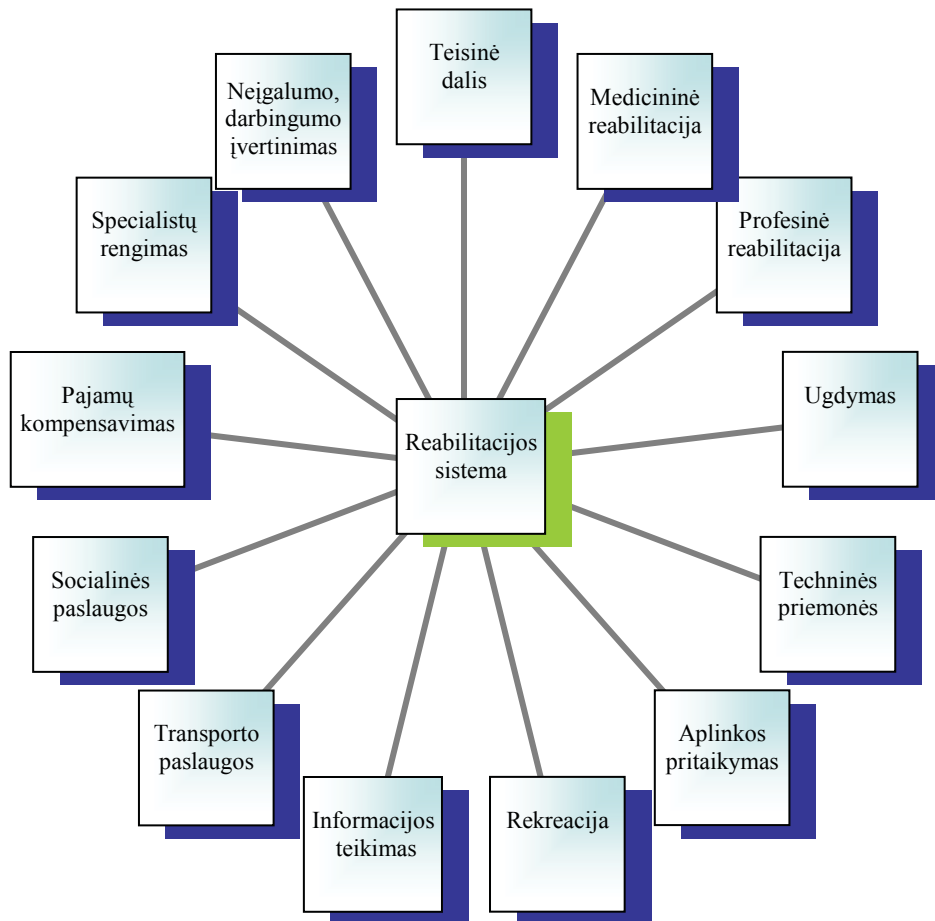 Teisinė
dalis
Medicininė
reabilitacija
Profesinė
reabilitacija
Ugdymas
Techninės
priemonės
Aplinkos
pritaikymas
Rekreacija
Informacijos
teikimas
Transporto
paslaugos
Socialinės
paslaugos
Pajamų
kompensavimas
Specialistų
rengimas
Neįgalumo,
darbingumo
įvertinimas
Reabilitacijos
sistema